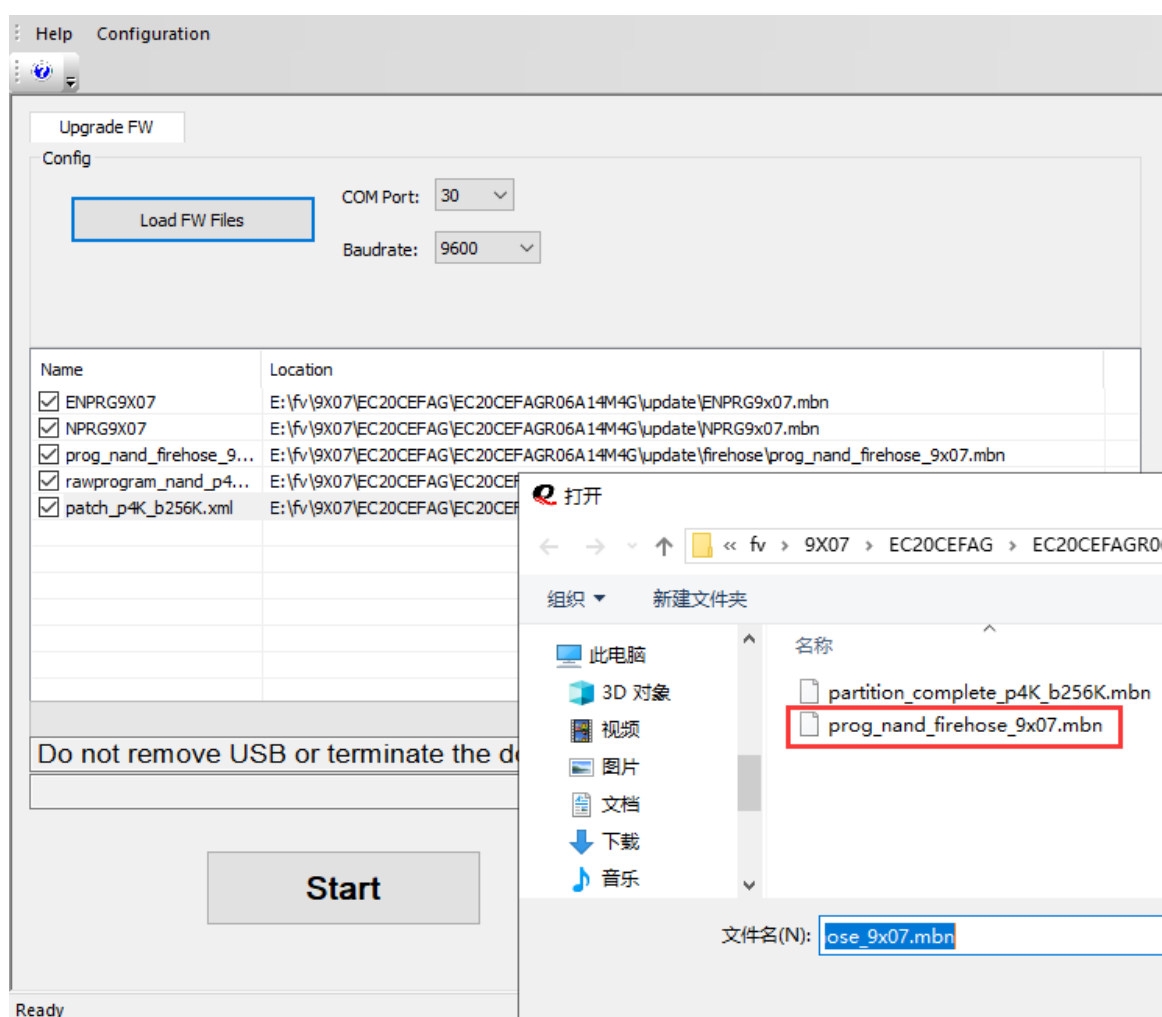 Help Configuration
Upgrade FW
Config
Load FW Files
COM Port: 30
Baudrate: 9600
Name Location
ENPRG9X07 E:\fv\9X07\EC20CEFAG\EC20CEFAGR06A14M4G\update\ENPRG9x07.mbn
NPRG9X07 E:\fv\9X07\EC20CEFAG\EC20CEFAGR06A14M4G\update\NPRG9x07.mbn
prog_nand_firehose_9... E:\fv\9X07\EC20CEFAG\EC20CEFAGR06A14M4G\update\firehose\prog_nand_firehose_9x07.mbn
rawprogram_nand_p4... E:\fv\9X07\EC20CEFAG\EC20CEF
patch_p4K_b256K.xml E:\fv\9X07\EC20CEFAG\EC20CEF
Do not remove USB or terminate the d
Start
Ready
打开
« fv > 9X07 > EC20CEFAG > EC20CEFAGR0
组织 新建文件夹
此电脑
3D 对象
视频
图片
文档
下载
音乐
名称
partition_complete_p4K_b256K.mbn
prog_nand_firehose_9x07.mbn
文件名(N): ose_9x07.mbn